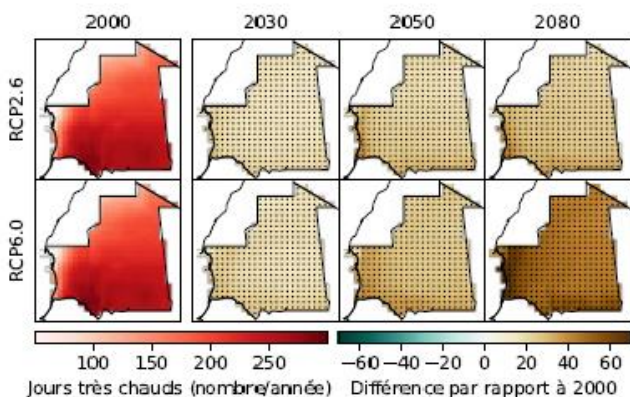 2000 2030 2050 2080
RCP2.6
RCP6.0
100 150 200 250 −60 −40 −20 0 20 40 60
Jours très chauds (nombre/année) Différence par rapport à 2000